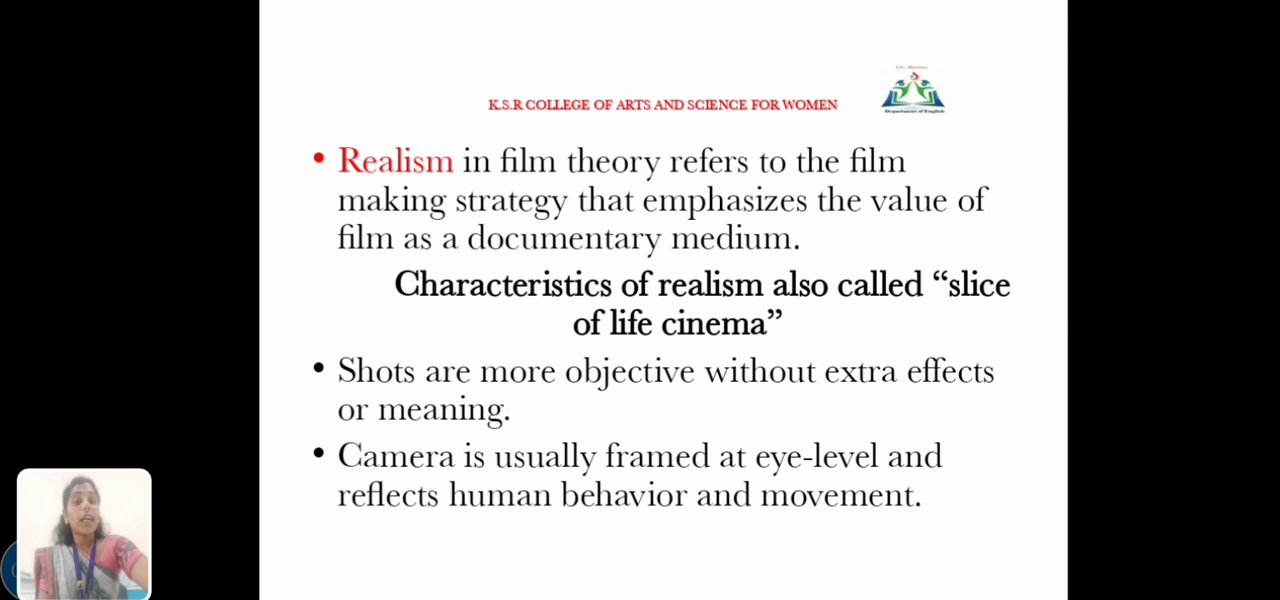 K.S.R COLLEGE OF ARTS AND SCIENCE FOR WOMEN
Department of English
• Realism in film theory refers to the film
making strategy that emphasizes the value of
film as a documentary medium.
Characteristics of realism also called “slice
of life cinema”
• Shots are more objective without extra effects
or meaning.
• Camera is usually framed at eye-level and
reflects human behavior and movement.